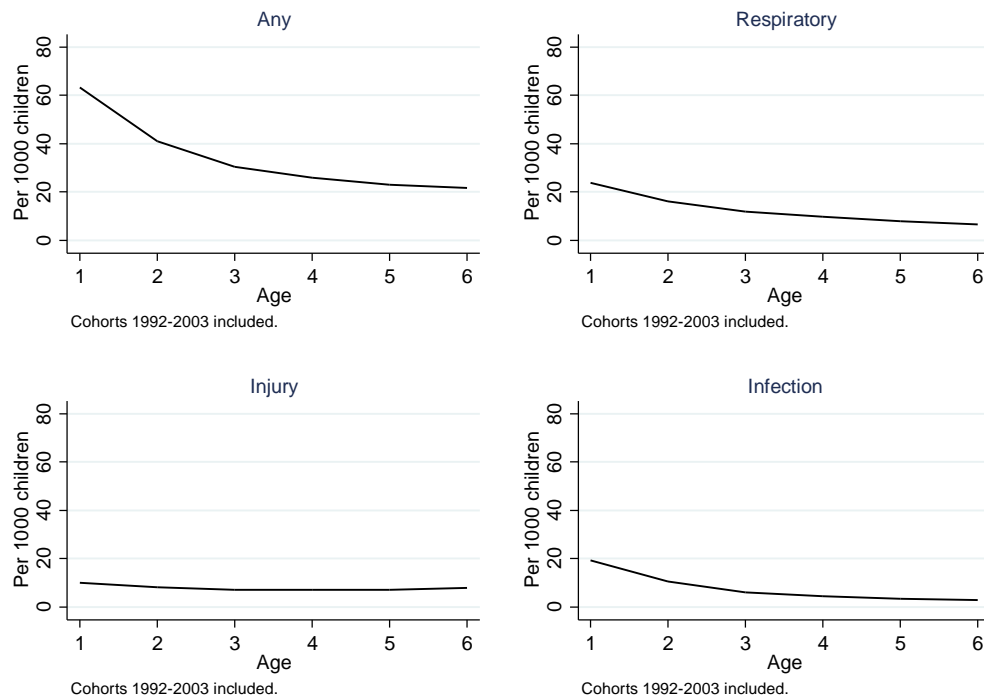 Any
Per 1000 children
80
60
40
20
0
1 2 3 4 5 6
Age
Cohorts 1992-2003 included.
Respiratory
Per 1000 children
80
60
40
20
0
1 2 3 4 5 6
Age
Cohorts 1992-2003 included.
Injury
Per 1000 children
80
60
40
20
0
1 2 3 4 5 6
Age
Cohorts 1992-2003 included.
Infection
Per 1000 children
80
60
40
20
0
1 2 3 4 5 6
Age
Cohorts 1992-2003 included.